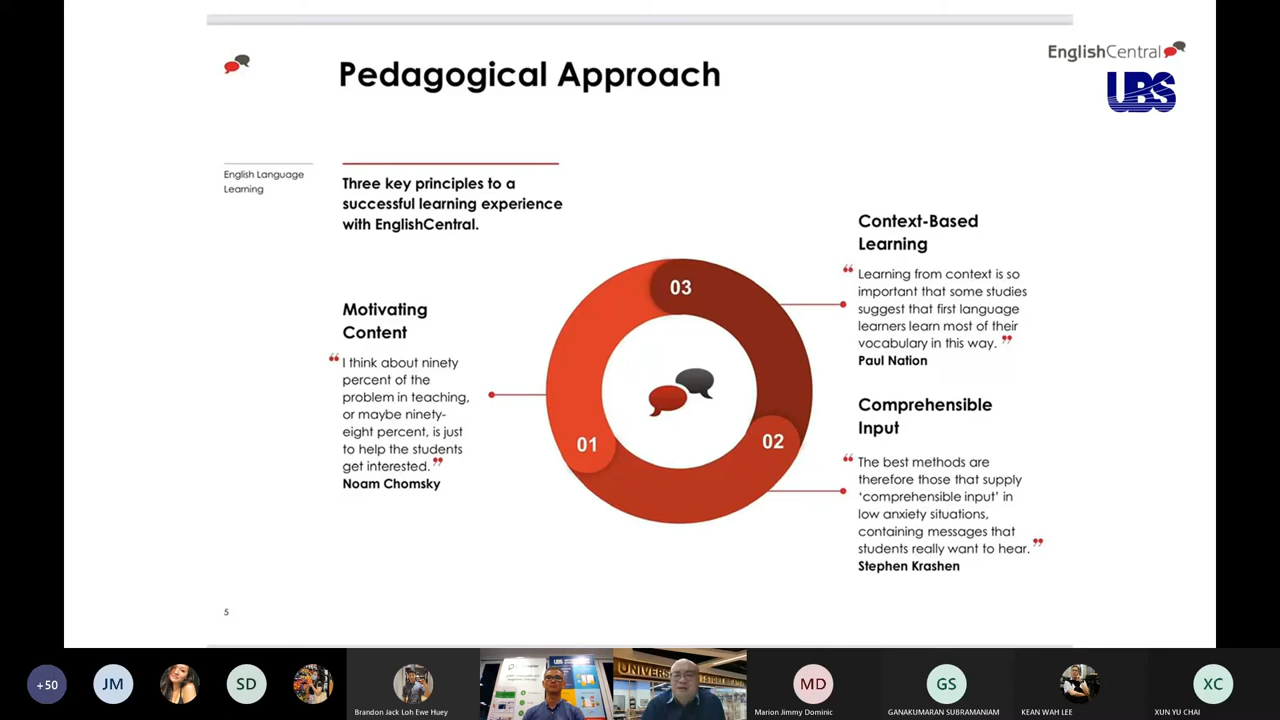 Pedagogical Approach
EnglishCentral
UBS
English Language
Learning
Three key principles to a
successful learning experience
with EnglishCentral.
Motivating
Content
“ I think about ninety
percent of the
problem in teaching,
or maybe ninety-
eight percent, is just
to help the students
get interested. ”
Noam Chomsky
03
01
02
Context-Based
Learning
“ Learning from context is so
important that some studies
suggest that first language
learners learn most of their
vocabulary in this way. ”
Paul Nation
Comprehensible
Input
“ The best methods are
therefore those that supply
‘comprehensible input’ in
low anxiety situations,
containing messages that
students really want to hear. ”
Stephen Krashen
5
+50
JM
SD
Brandon Jack Loh Ewe Huey
UBS
UNIVERS
MD
Marion Jimmy Dominic
GS
GANAKUMARAN SUBRAMANIAM
KEAN WAH LEE
XC
XUN YU CHAI